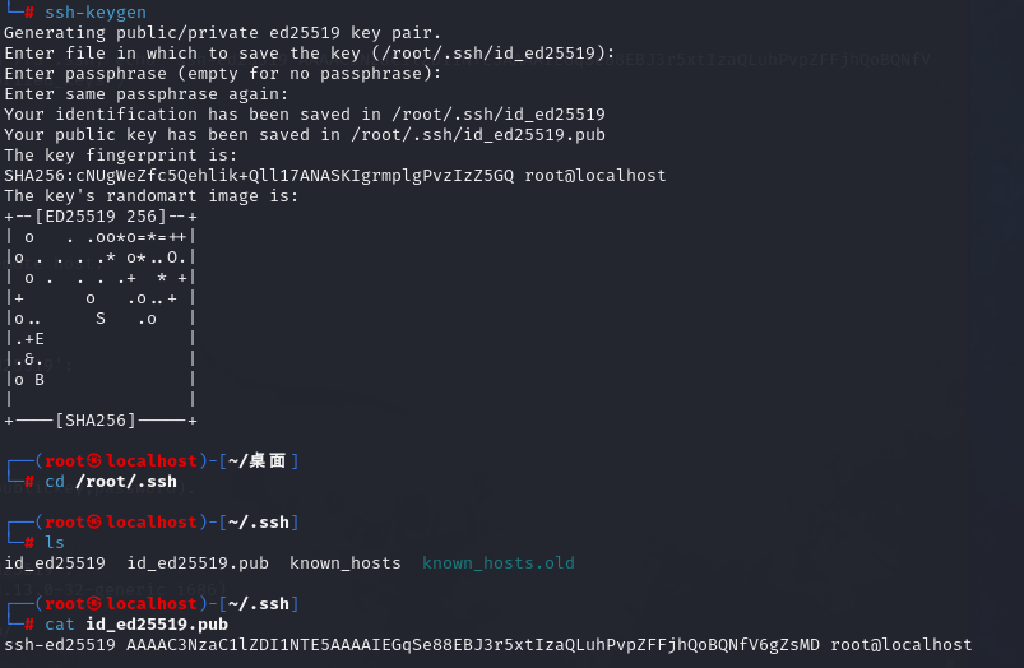 └─# ssh-keygen
Generating public/private ed25519 key pair.
Enter file in which to save the key (/root/.ssh/id_ed25519):
Enter passphrase (empty for no passphrase):
Enter same passphrase again:
Your identification has been saved in /root/.ssh/id_ed25519
Your public key has been saved in /root/.ssh/id_ed25519.pub
The key fingerprint is:
SHA256:cNUgWeZfc5Qehlik+Qll17ANASKIgrmplgPvzIzZ5GQ root@localhost
The key's randomart image is:
+--[ED25519 256]--+
| o   . .oo*o=*=++|
|o . . . .* o*..O.|
| o .  . . .+  * +|
|+      o   .o..+ |
|o..     S   .o   |
|.+E              |
|.&.              |
|o B              |
|                 |
+----[SHA256]-----+
┌──(root㉿localhost)-[~/桌面]
└─# cd /root/.ssh
┌──(root㉿localhost)-[~/.ssh]
└─# ls
id_ed25519  id_ed25519.pub  known_hosts  known_hosts.old
┌──(root㉿localhost)-[~/.ssh]
└─# cat id_ed25519.pub
ssh-ed25519 AAAAC3NzaC1lZDI1NTE5AAAAIEGqSe88EBJ3r5xtIzaQLuhPvpZFFjhQoBQNfV6gZsMD root@localhost